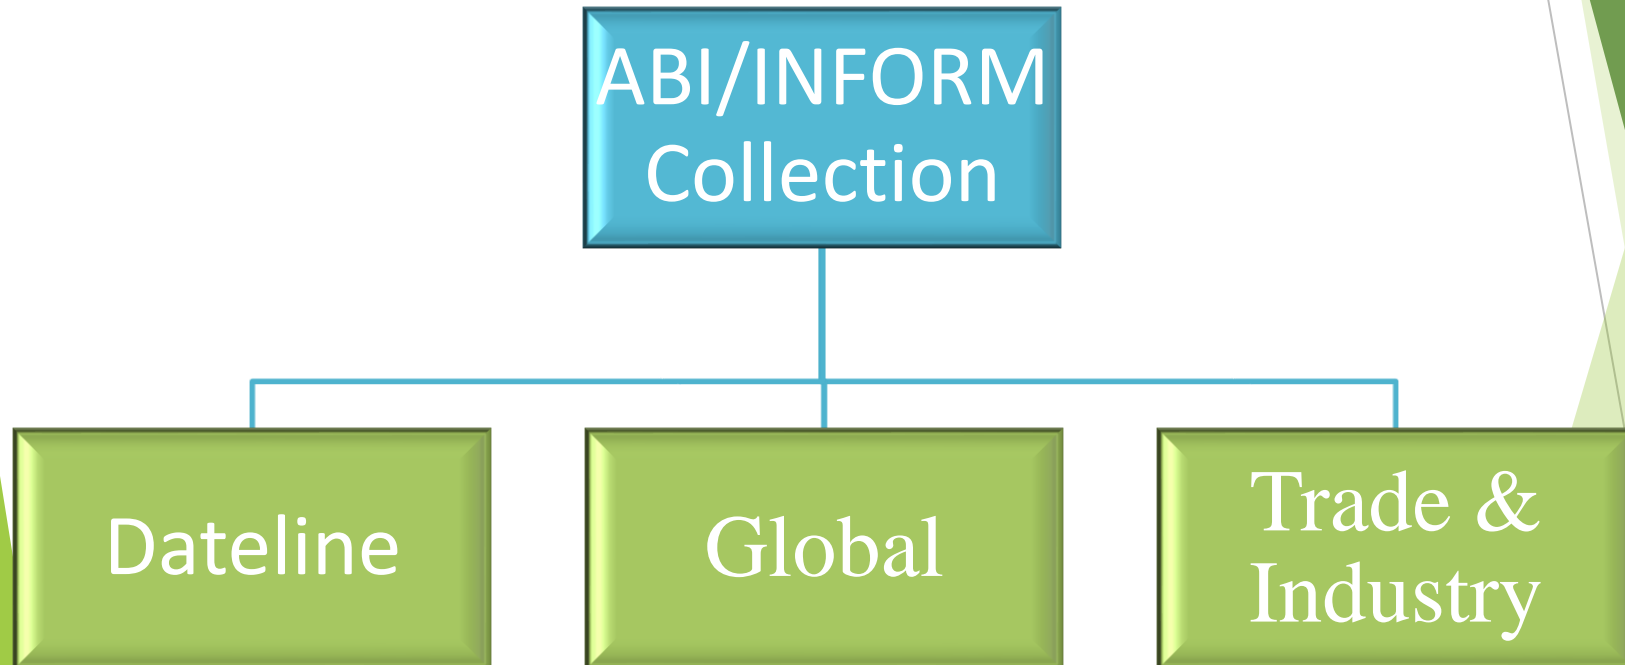 ABI/INFORM
Collection
Dateline
Global
Trade &
Industry